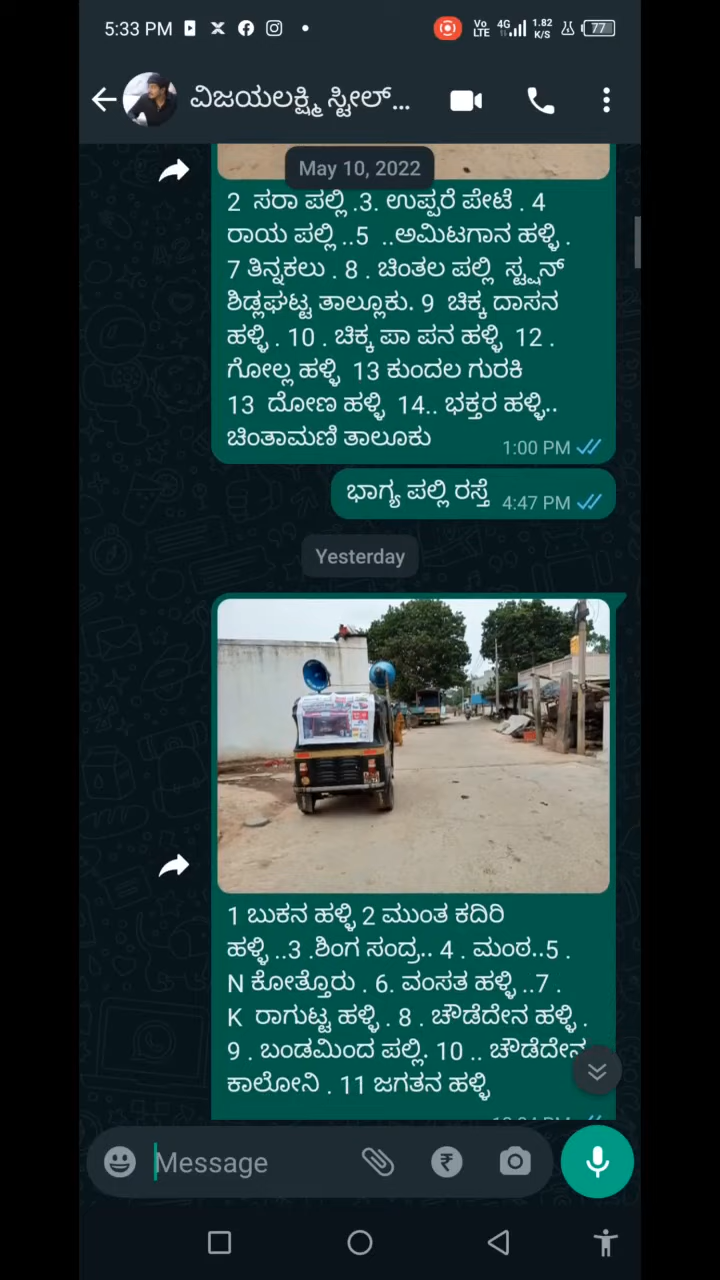 5:33 PM
Vo LTE 4G 1.82 K/S 77
ವಿಜಯಲಕ್ಷ್ಮಿ ಸ್ಟೀಲ್...
May 10, 2022
2 ಸರಾ ಪಲ್ಲಿ .3. ಉಪ್ಪರೆ ಪೇಟೆ . 4
ರಾಯ ಪಲ್ಲಿ ..5 ..ಅಮಿಟಗಾನ ಹಳ್ಳಿ .
7 ತಿನ್ನಕಲು . 8 . ಚಿಂತಲ ಪಲ್ಲಿ ಸ್ಟ್ವನ್
ಶಿಡ್ಲಘಟ್ಟ ತಾಲ್ಲೂಕು. 9 ಚಿಕ್ಕ ದಾಸನ
ಹಳ್ಳಿ . 10 . ಚಿಕ್ಕ ಪಾ ಪನ ಹಳ್ಳಿ 12 .
ಗೋಲ್ಲ ಹಳ್ಳಿ 13 ಕುಂದಲ ಗುರಕಿ
13 ದೋಣ ಹಳ್ಳಿ 14.. ಭಕ್ತರ ಹಳ್ಳಿ..
ಚಿಂತಾಮಣಿ ತಾಲೂಕು
1:00 PM
ಭಾಗ್ಯ ಪಲ್ಲಿ ರಸ್ತೆ
4:47 PM
Yesterday
1 ಬುಕನ ಹಳ್ಳಿ 2 ಮುಂತ ಕದಿರಿ
ಹಳ್ಳಿ ..3 .ಶಿಂಗ ಸಂದ್ರ.. 4 . ಮಂಠ..5 .
N ಕೋತ್ತೊರು . 6. ವಂಸತ ಹಳ್ಳಿ ..7 .
K ರಾಗುಟ್ಟ ಹಳ್ಳಿ . 8 . ಚೌಡೆದೇನ ಹಳ್ಳಿ .
9 . ಬಂಡಮಿಂದ ಪಲ್ಲಿ. 10 .. ಚೌಡೆದೇನ
ಕಾಲೋನಿ . 11 ಜಗತನ ಹಳ್ಳಿ
Message